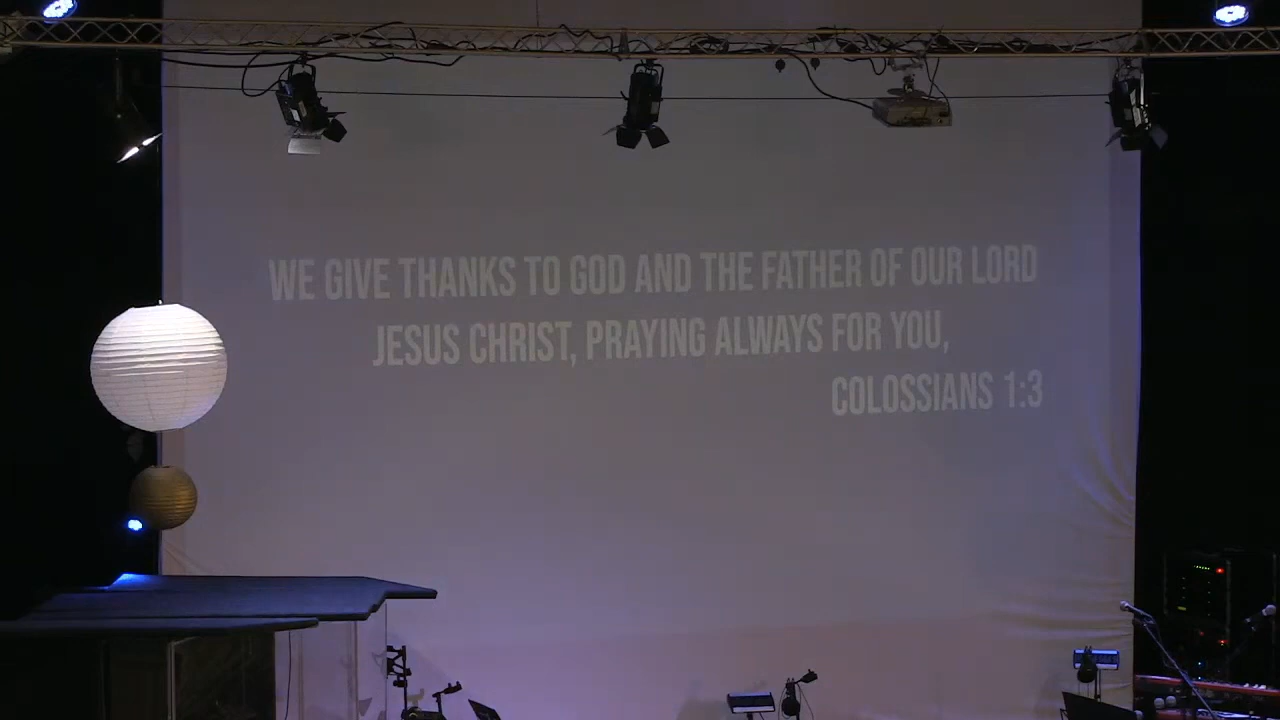 WE GIVE THANKS TO GOD AND THE FATHER OF OUR LORD
JESUS CHRIST, PRAYING ALWAYS FOR YOU,
COLOSSIANS 1:3